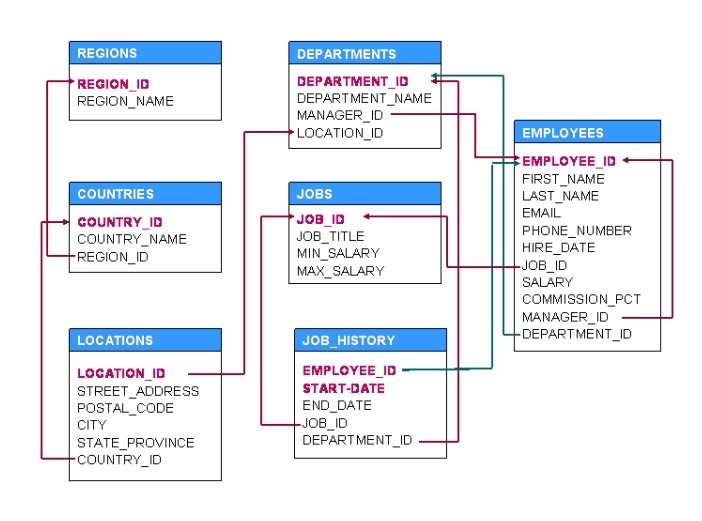 REGIONS
REGION_ID
REGION_NAME
DEPARTMENTS
DEPARTMENT_ID
DEPARTMENT_NAME
MANAGER_ID
LOCATION_ID
EMPLOYEES
EMPLOYEE_ID
FIRST_NAME
LAST_NAME
EMAIL
PHONE_NUMBER
HIRE_DATE
JOB_ID
SALARY
COMMISSION_PCT
MANAGER_ID
DEPARTMENT_ID
COUNTRIES
COUNTRY_ID
COUNTRY_NAME
REGION_ID
JOBS
JOB_ID
JOB_TITLE
MIN_SALARY
MAX_SALARY
LOCATIONS
LOCATION_ID
STREET_ADDRESS
POSTAL_CODE
CITY
STATE_PROVINCE
COUNTRY_ID
JOB_HISTORY
EMPLOYEE_ID
START-DATE
END_DATE
JOB_ID
DEPARTMENT_ID